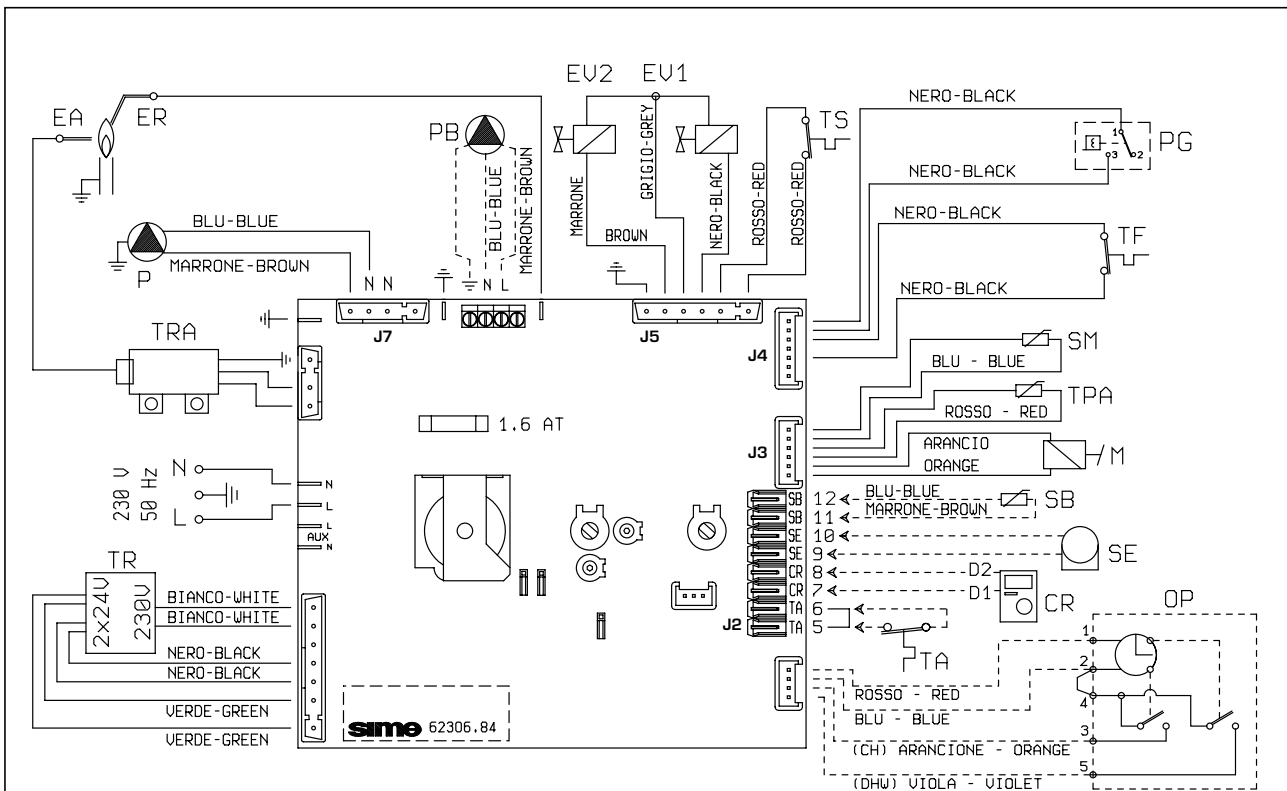 EA
ER
PB
EV2
EV1
TS
NERO-BLACK
PG
1
3
2
NERO-BLACK
BLU-BLUE
MARRONE-BROWN
MARRONE
GRIGIO-GREY
NERO-BLACK
ROSSO-RED
ROSSO-RED
BROWN
NERO-BLACK
TF
NERO-BLACK
BLU-BLUE
P
MARRONE-BROWN
N N
N L
J7
J5
J4
TRA
SM
BLU - BLUE
TPA
ROSSO - RED
1.6 AT
J3
ARANCIO
ORANGE
M
230 V
50 Hz
N
L
N
L
L
AUX
N
SB 12
BLU-BLUE
SB
SB 11
MARRONE-BROWN
SE 10
SE 9
SE
CR 8
D2
CR 7
D1
CR
TA 6
J2
TA 5
TA
OP
1
2
4
3
5
TR
2x24V
230V
BIANCO-WHITE
BIANCO-WHITE
NERO-BLACK
NERO-BLACK
VERDE-GREEN
VERDE-GREEN
sime 62306.84
ROSSO - RED
BLU - BLUE
(CH) ARANCIONE - ORANGE
(DHW) VIOLA - VIOLET